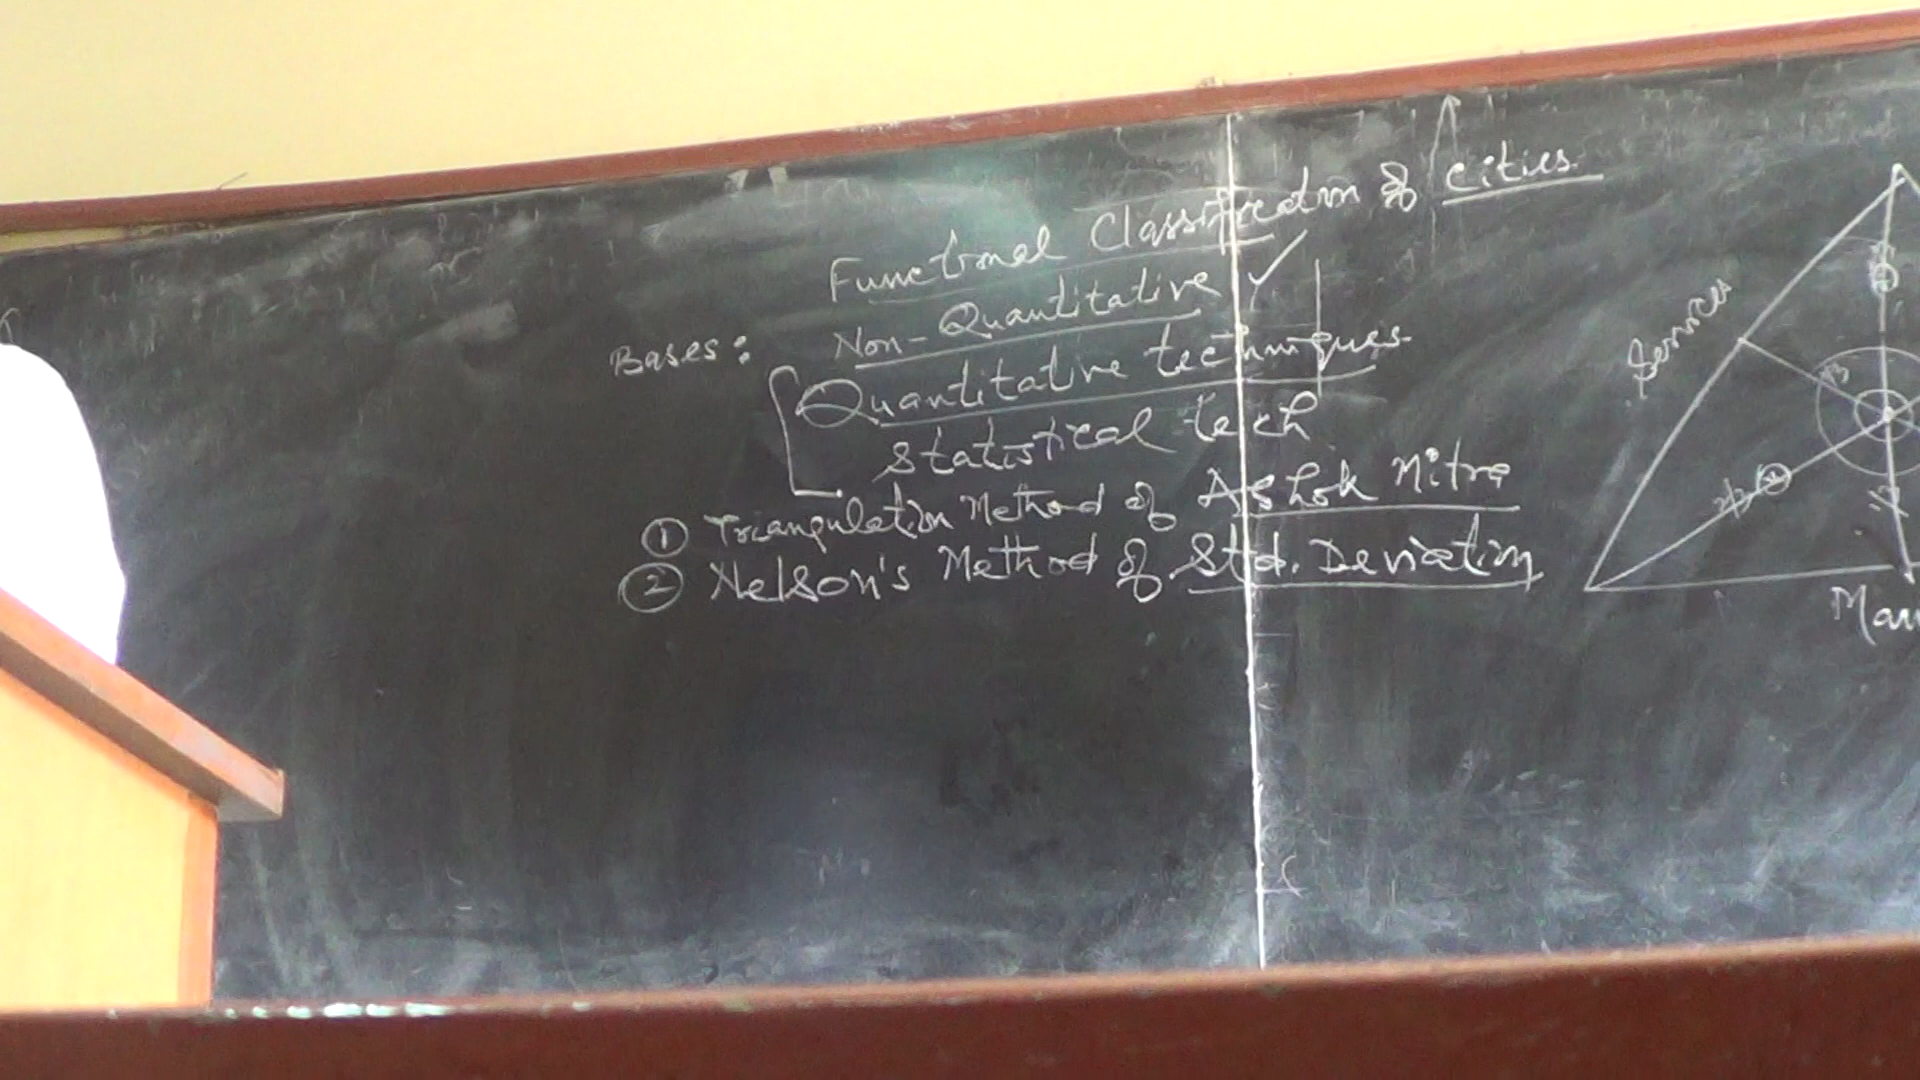 Functional Classification of cities
Bases: Non-Quantitative ✓
Quantitative techniques
Statistical tech
① Triangulation Method of Ashok Mitra
② Nelson's Method of Std. Deviation
Services
Man